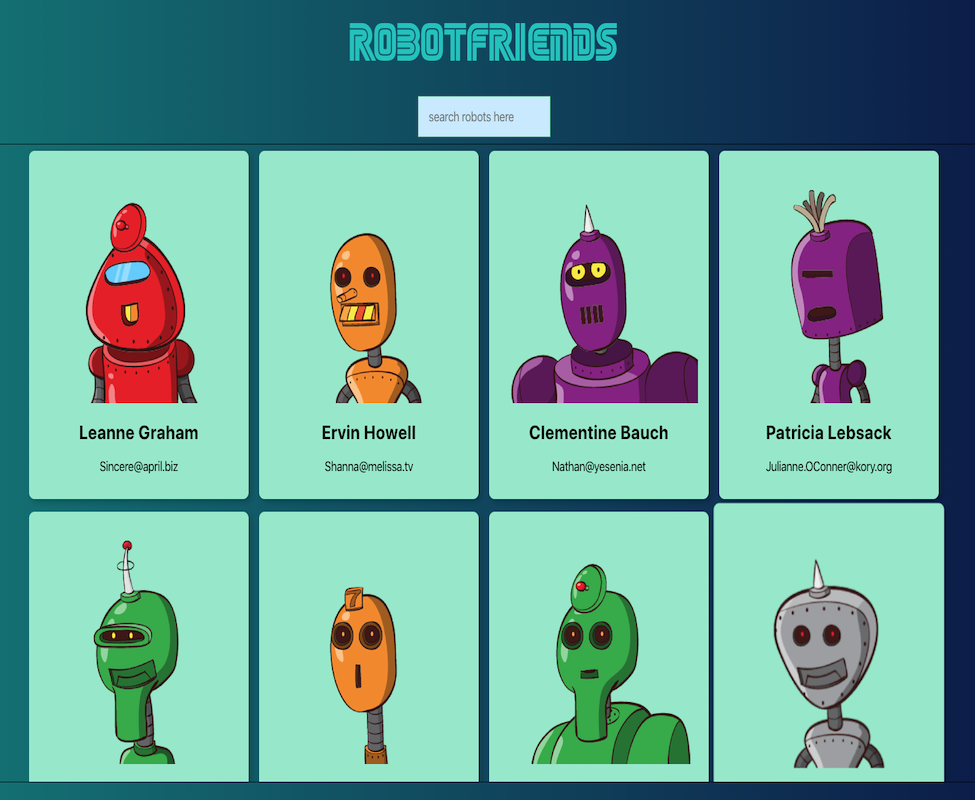 ROBOTFRIENDS
search robots here
Leanne Graham
Ervin Howell
Clementine Bauch
Patricia Lebsack
Sincere@april.biz
Shanna@melissa.tv
Nathan@yesenia.net
Julianne.OConner@kory.org
7